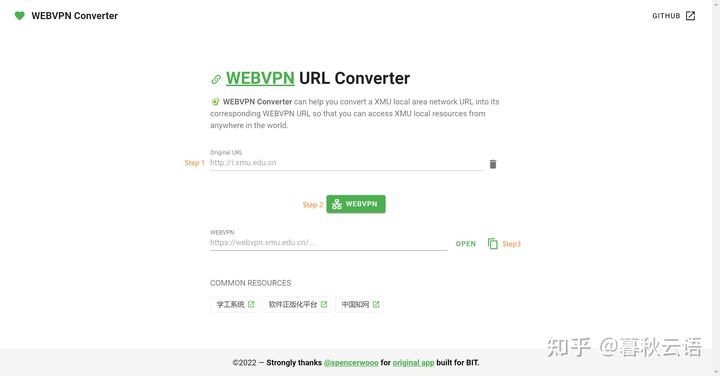 WEBVPN Converter
GITHUB
WEBVPN URL Converter
WEBVPN Converter can help you convert a XMU local area network URL into its
corresponding WEBVPN URL so that you can access XMU local resources from
anywhere in the world.
Original URL
Step 1 http://i.xmu.edu.cn
Step 2 WEBVPN
WEBVPN
https://webvpn.xmu.edu.cn/... OPEN Step3
COMMON RESOURCES
学工系统 软件正版化平台 中国知网
©2022 — Strongly thanks @spencerwooo for original app built for BIT.
知乎 @暮秋云语